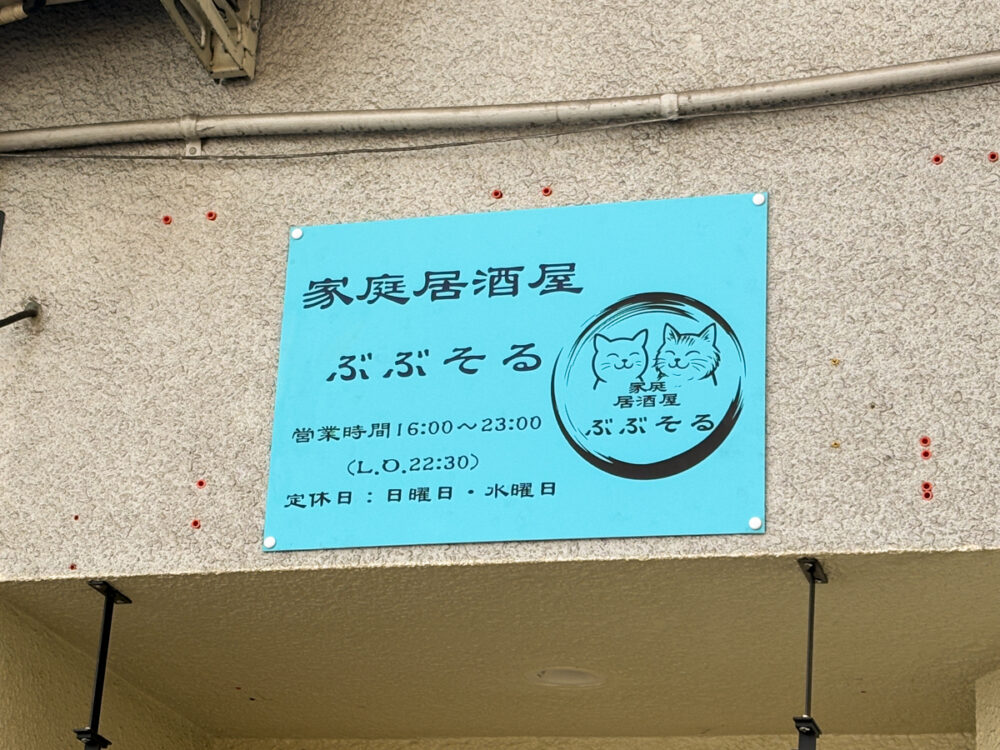 家庭居酒屋
ぶぶそる
営業時間16:00～23:00
(L.O.22:30)
定休日：日曜日・水曜日
家庭
居酒屋
ぶぶそる